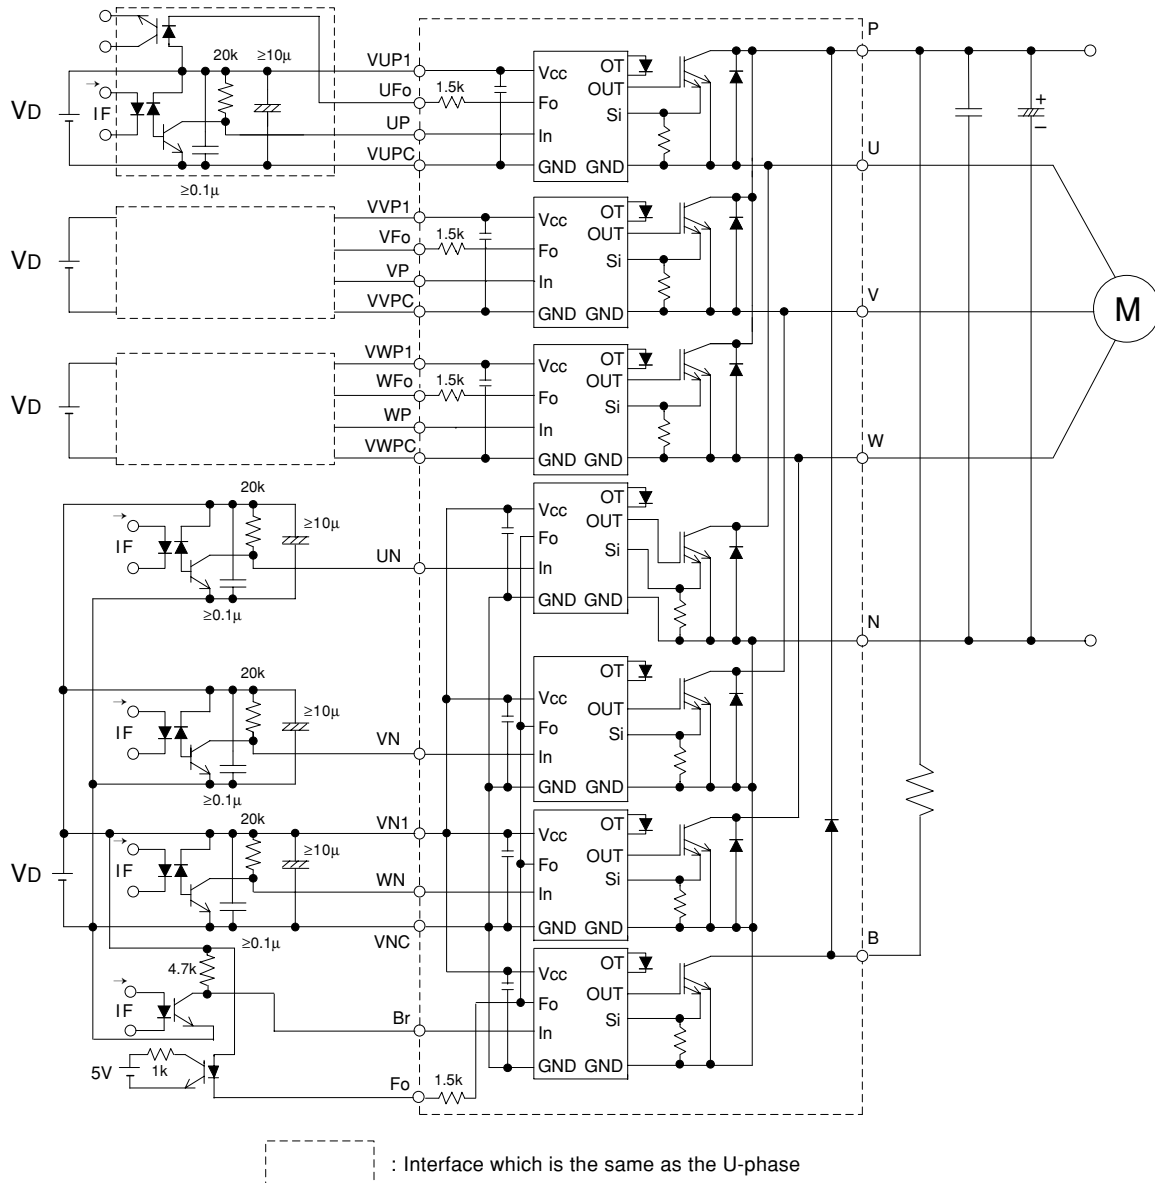 P
20k ≥10μ
VUP1
Vcc OT
UFo 1.5k Fo OUT
VD IF
UP In Si
VUPC GND GND U
≥0.1μ
VVP1 Vcc OT
VFo 1.5k Fo OUT
VD
VP In Si
VVPC GND GND V
M
VWP1 Vcc OT
WFo 1.5k Fo OUT
VD
WP In Si
VWPC GND GND W
20k
≥10μ
IF
Vcc OT
Fo OUT
UN In Si
GND GND N
≥0.1μ
20k
≥10μ
IF
Vcc OT
Fo OUT
VN In Si
GND GND
≥0.1μ
20k
VN1 Vcc OT
≥10μ
IF
Fo OUT
VD
WN In Si
GND GND
VNC
≥0.1μ
B
4.7k
Vcc OT
IF
Fo OUT
Br In Si
5V 1k
GND GND
Fo 1.5k
+
–
: Interface which is the same as the U-phase